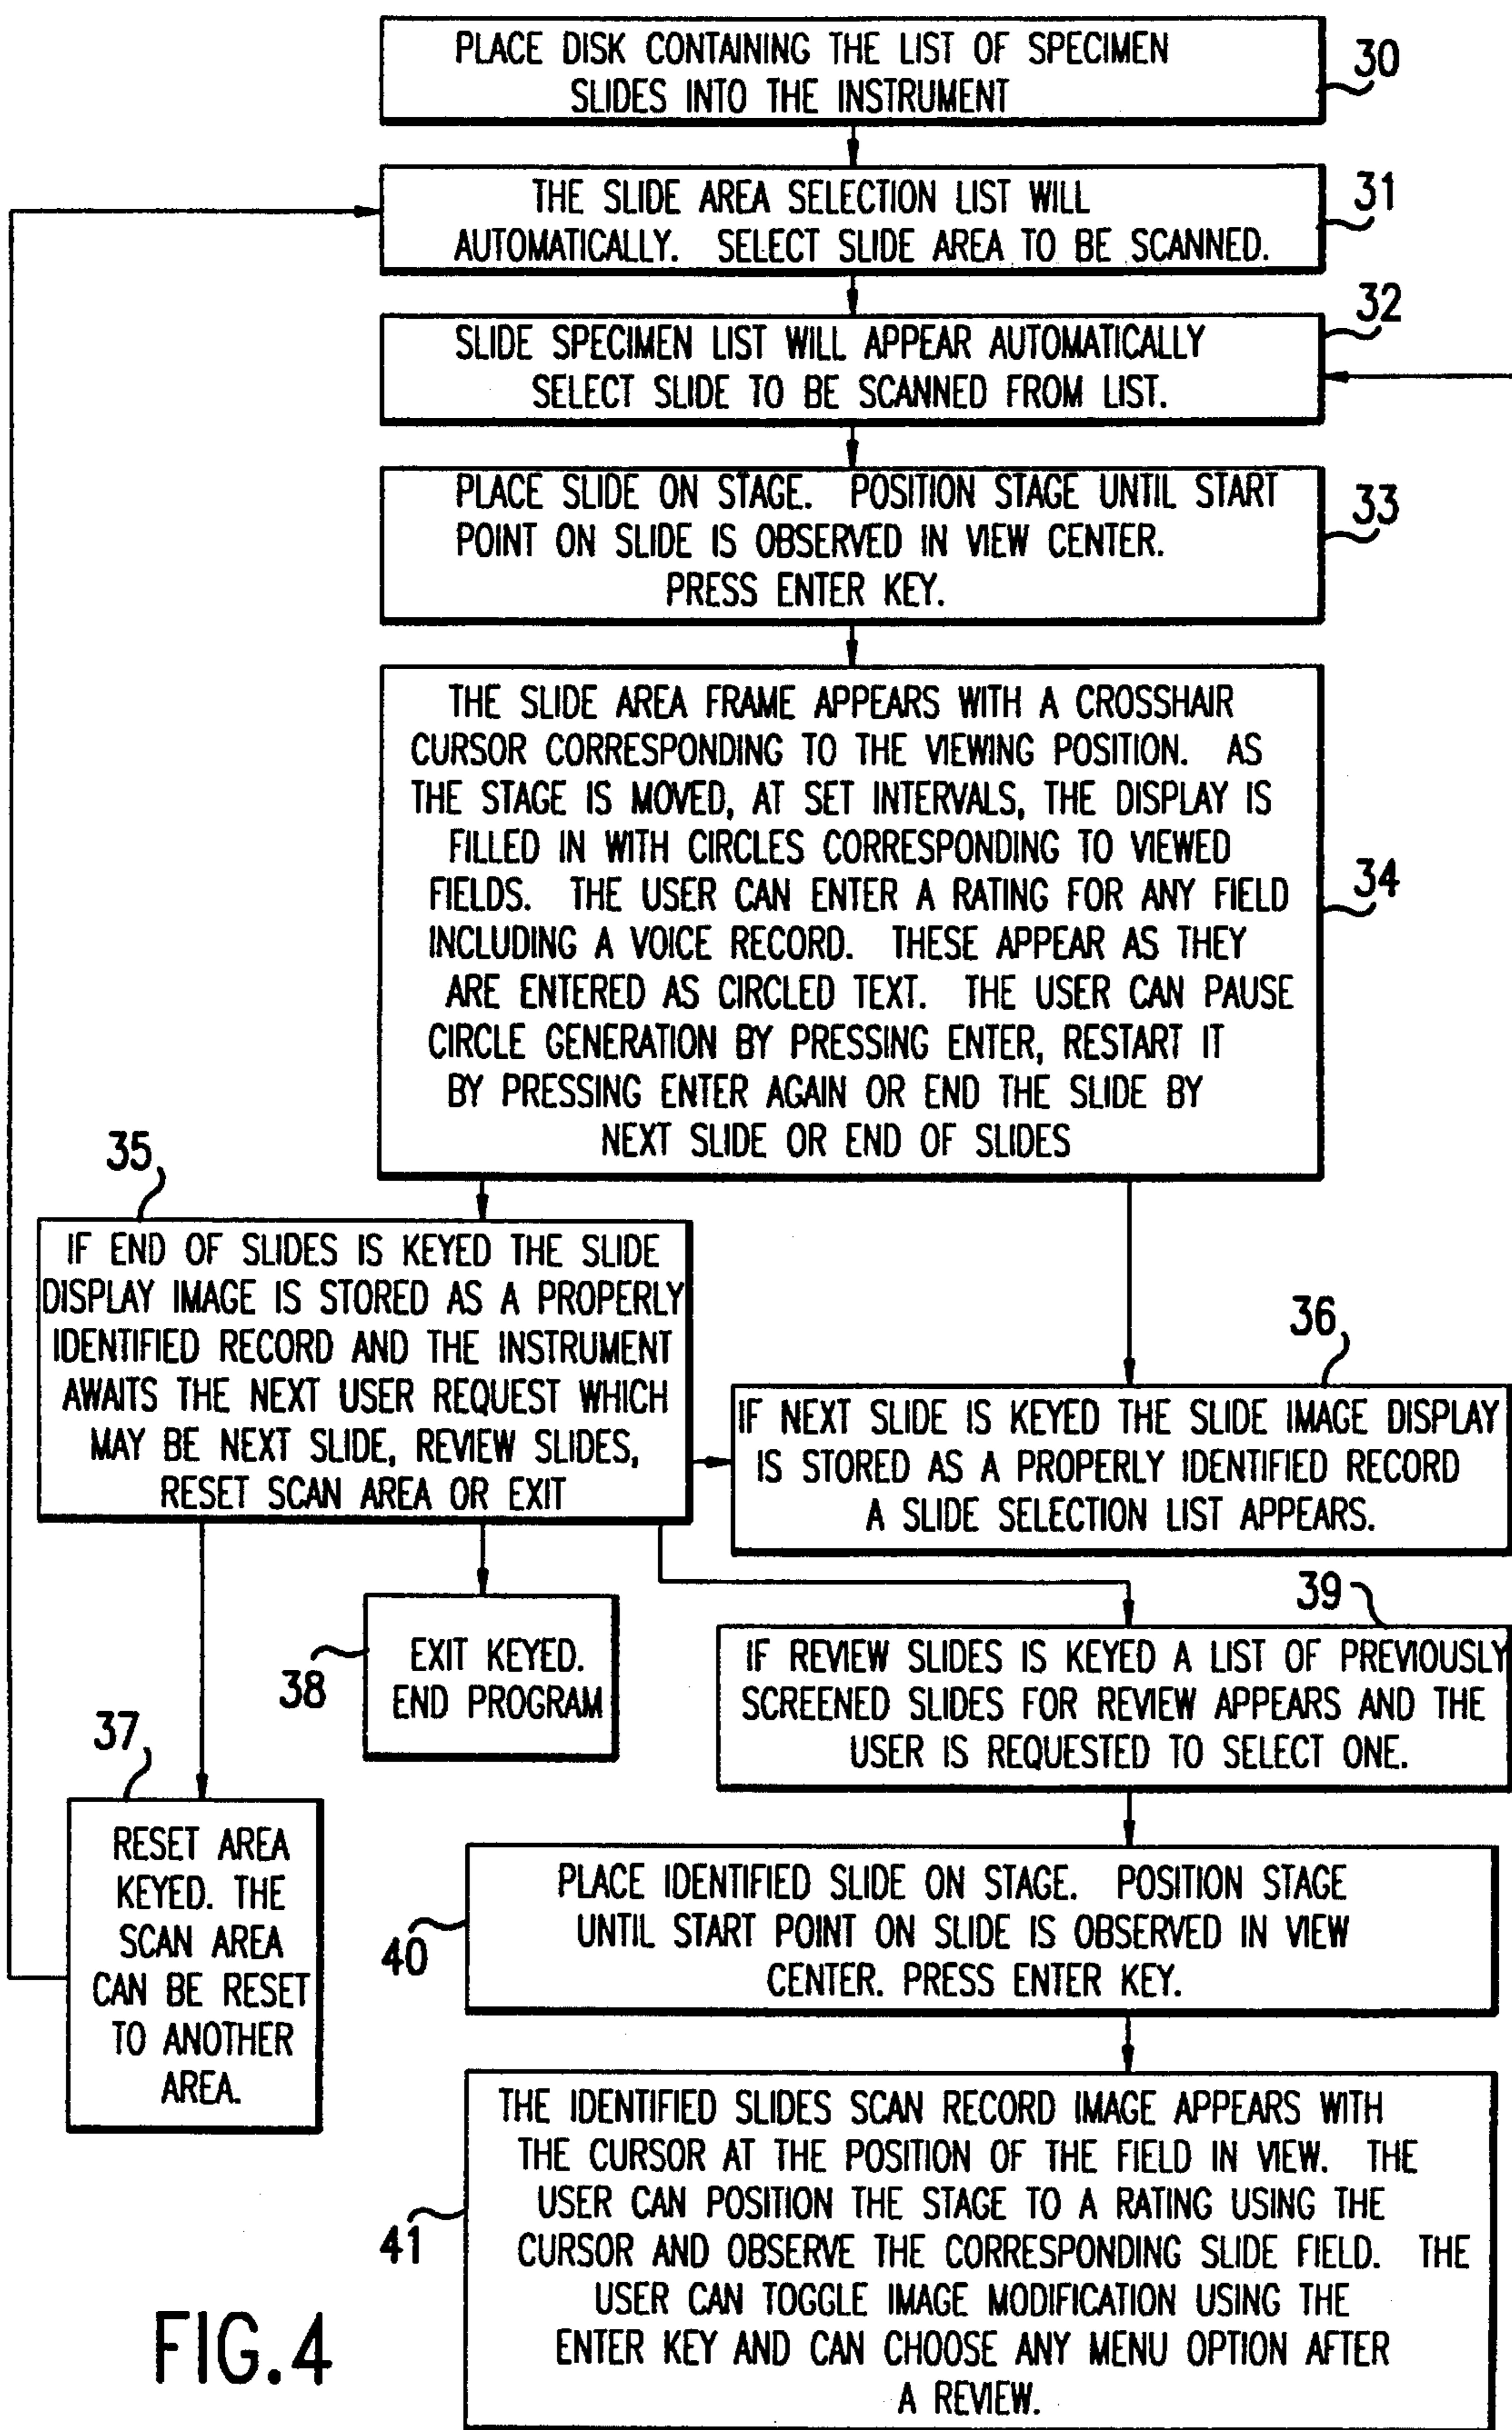 PLACE DISK CONTAINING THE LIST OF SPECIMEN
SLIDES INTO THE INSTRUMENT
30
THE SLIDE AREA SELECTION LIST WILL
AUTOMATICALLY. SELECT SLIDE AREA TO BE SCANNED.
31
SLIDE SPECIMEN LIST WILL APPEAR AUTOMATICALLY
SELECT SLIDE TO BE SCANNED FROM LIST.
32
PLACE SLIDE ON STAGE. POSITION STAGE UNTIL START
POINT ON SLIDE IS OBSERVED IN VIEW CENTER.
PRESS ENTER KEY.
33
THE SLIDE AREA FRAME APPEARS WITH A CROSSHAIR
CURSOR CORRESPONDING TO THE VIEWING POSITION. AS
THE STAGE IS MOVED, AT SET INTERVALS, THE DISPLAY IS
FILLED IN WITH CIRCLES CORRESPONDING TO VIEWED
FIELDS. THE USER CAN ENTER A RATING FOR ANY FIELD
INCLUDING A VOICE RECORD. THESE APPEAR AS THEY
ARE ENTERED AS CIRCLED TEXT. THE USER CAN PAUSE
CIRCLE GENERATION BY PRESSING ENTER, RESTART IT
BY PRESSING ENTER AGAIN OR END THE SLIDE BY
NEXT SLIDE OR END OF SLIDES
34
35
IF END OF SLIDES IS KEYED THE SLIDE
DISPLAY IMAGE IS STORED AS A PROPERLY
IDENTIFIED RECORD AND THE INSTRUMENT
AWAITS THE NEXT USER REQUEST WHICH
MAY BE NEXT SLIDE, REVIEW SLIDES,
RESET SCAN AREA OR EXIT
36
IF NEXT SLIDE IS KEYED THE SLIDE IMAGE DISPLAY
IS STORED AS A PROPERLY IDENTIFIED RECORD
A SLIDE SELECTION LIST APPEARS.
37
RESET AREA
KEYED. THE
SCAN AREA
CAN BE RESET
TO ANOTHER
AREA.
38
EXIT KEYED.
END PROGRAM
39
IF REVIEW SLIDES IS KEYED A LIST OF PREVIOUSLY
SCREENED SLIDES FOR REVIEW APPEARS AND THE
USER IS REQUESTED TO SELECT ONE.
40
PLACE IDENTIFIED SLIDE ON STAGE. POSITION STAGE
UNTIL START POINT ON SLIDE IS OBSERVED IN VIEW
CENTER. PRESS ENTER KEY.
41
THE IDENTIFIED SLIDES SCAN RECORD IMAGE APPEARS WITH
THE CURSOR AT THE POSITION OF THE FIELD IN VIEW. THE
USER CAN POSITION THE STAGE TO A RATING USING THE
CURSOR AND OBSERVE THE CORRESPONDING SLIDE FIELD. THE
USER CAN TOGGLE IMAGE MODIFICATION USING THE
ENTER KEY AND CAN CHOOSE ANY MENU OPTION AFTER
A REVIEW.
FIG.4